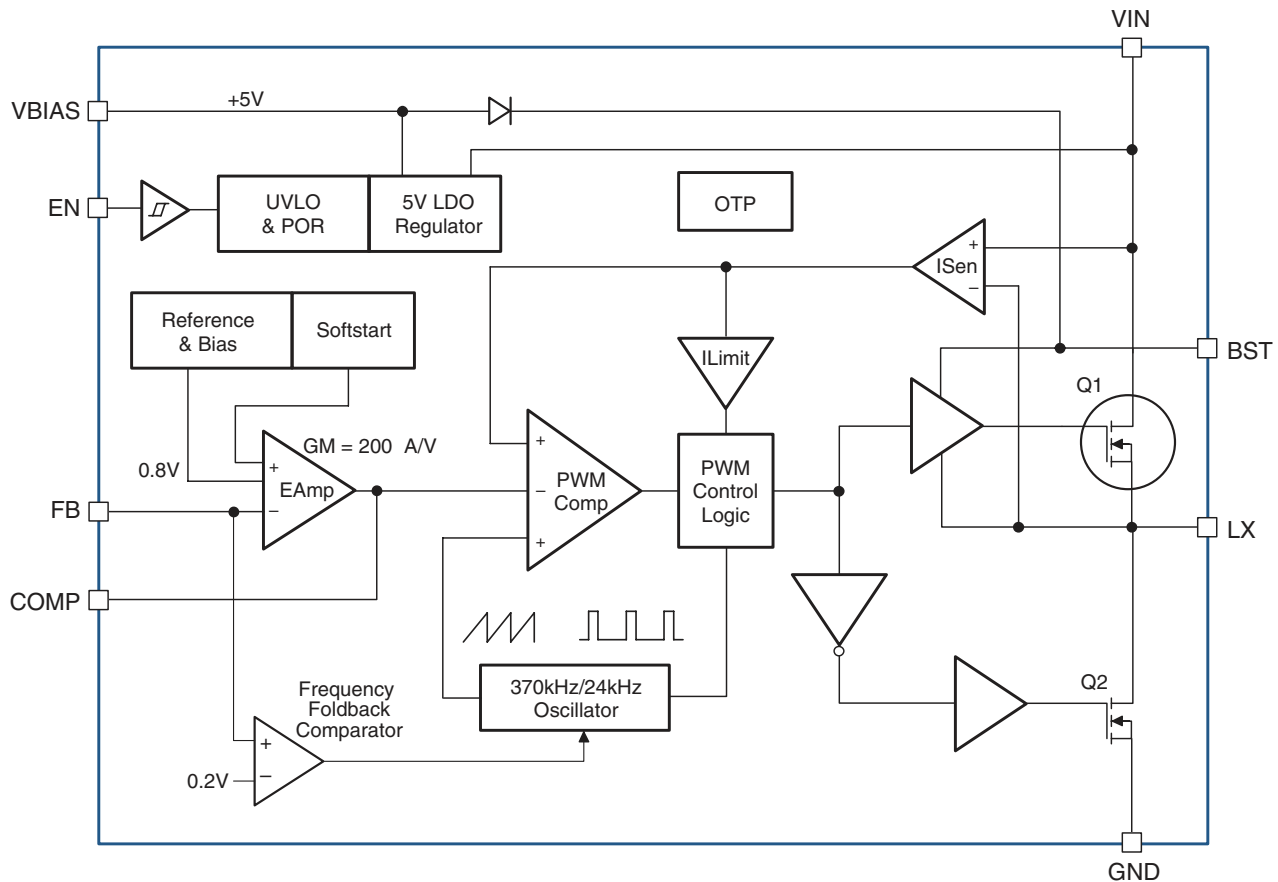 VIN
VBIAS
+5V
EN
UVLO
& POR
5V LDO
Regulator
OTP
+
ISen
−
Reference
& Bias
Softstart
ILimit
BST
Q1
GM = 200 A/V
0.8V
+
EAmp
−
+
PWM
Comp
−
+
PWM
Control
Logic
FB
LX
COMP
370kHz/24kHz
Oscillator
Frequency
Foldback
Comparator
+
0.2V
−
Q2
GND